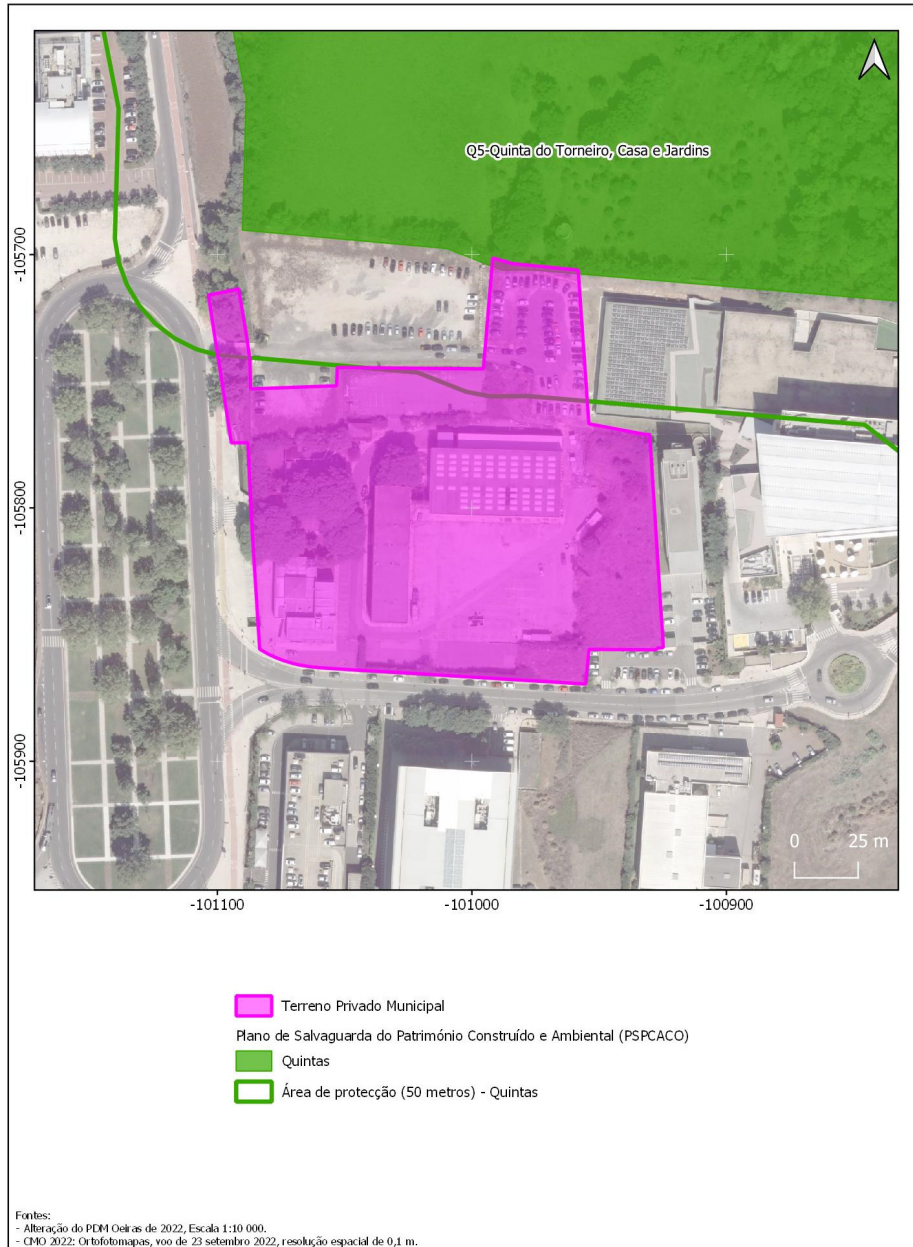 Q5-Quinta do Torneiro, Casa e Jardins
-105700
-105800
-105900
0 25 m
-101100 -101000 -100900
Terreno Privado Municipal
Plano de Salvaguarda do Património Construído e Ambiental (PSPCACO)
Quintas
Área de protecção (50 metros) - Quintas
Fontes:
- Alteração do PDM Oeiras de 2022, Escala 1:10 000.
- CMO 2022: Ortofotomapas, voo de 23 setembro 2022, resolução espacial de 0,1 m.